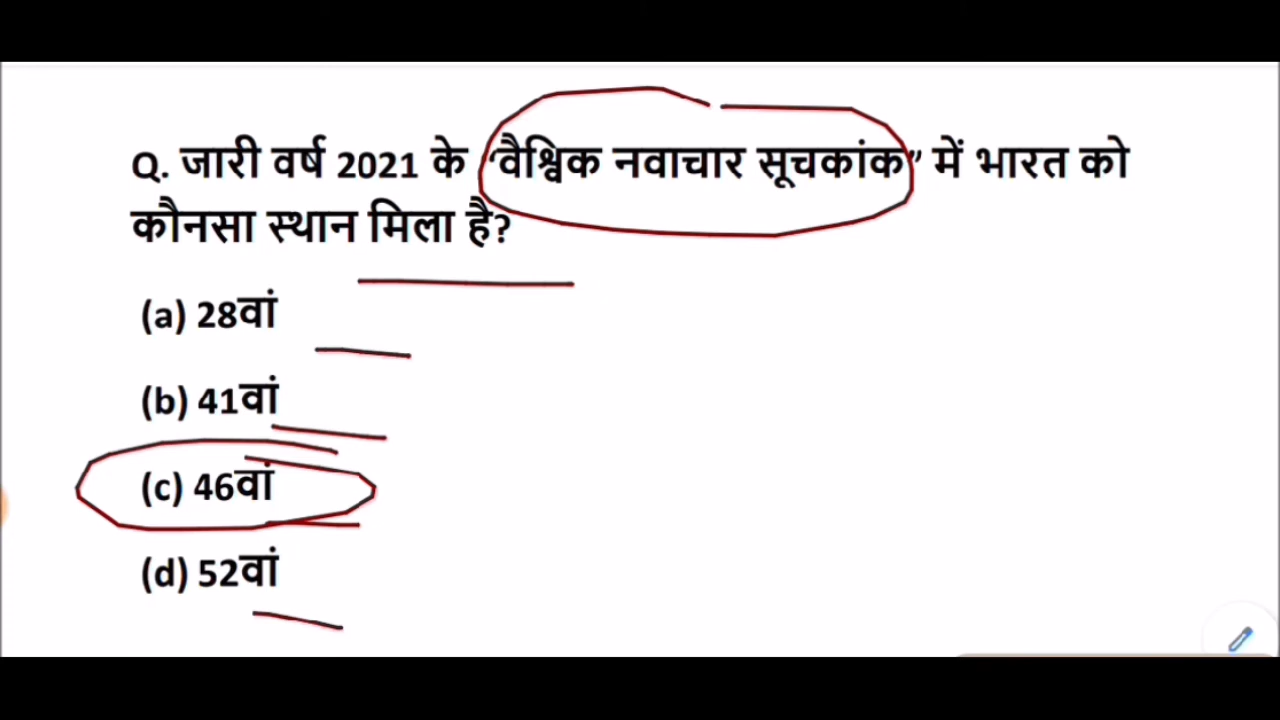 Q. जारी वर्ष 2021 के “वैश्विक नवाचार सूचकांक” में भारत को
कौनसा स्थान मिला है?
(a) 28वां
(b) 41वां
(c) 46वां
(d) 52वां